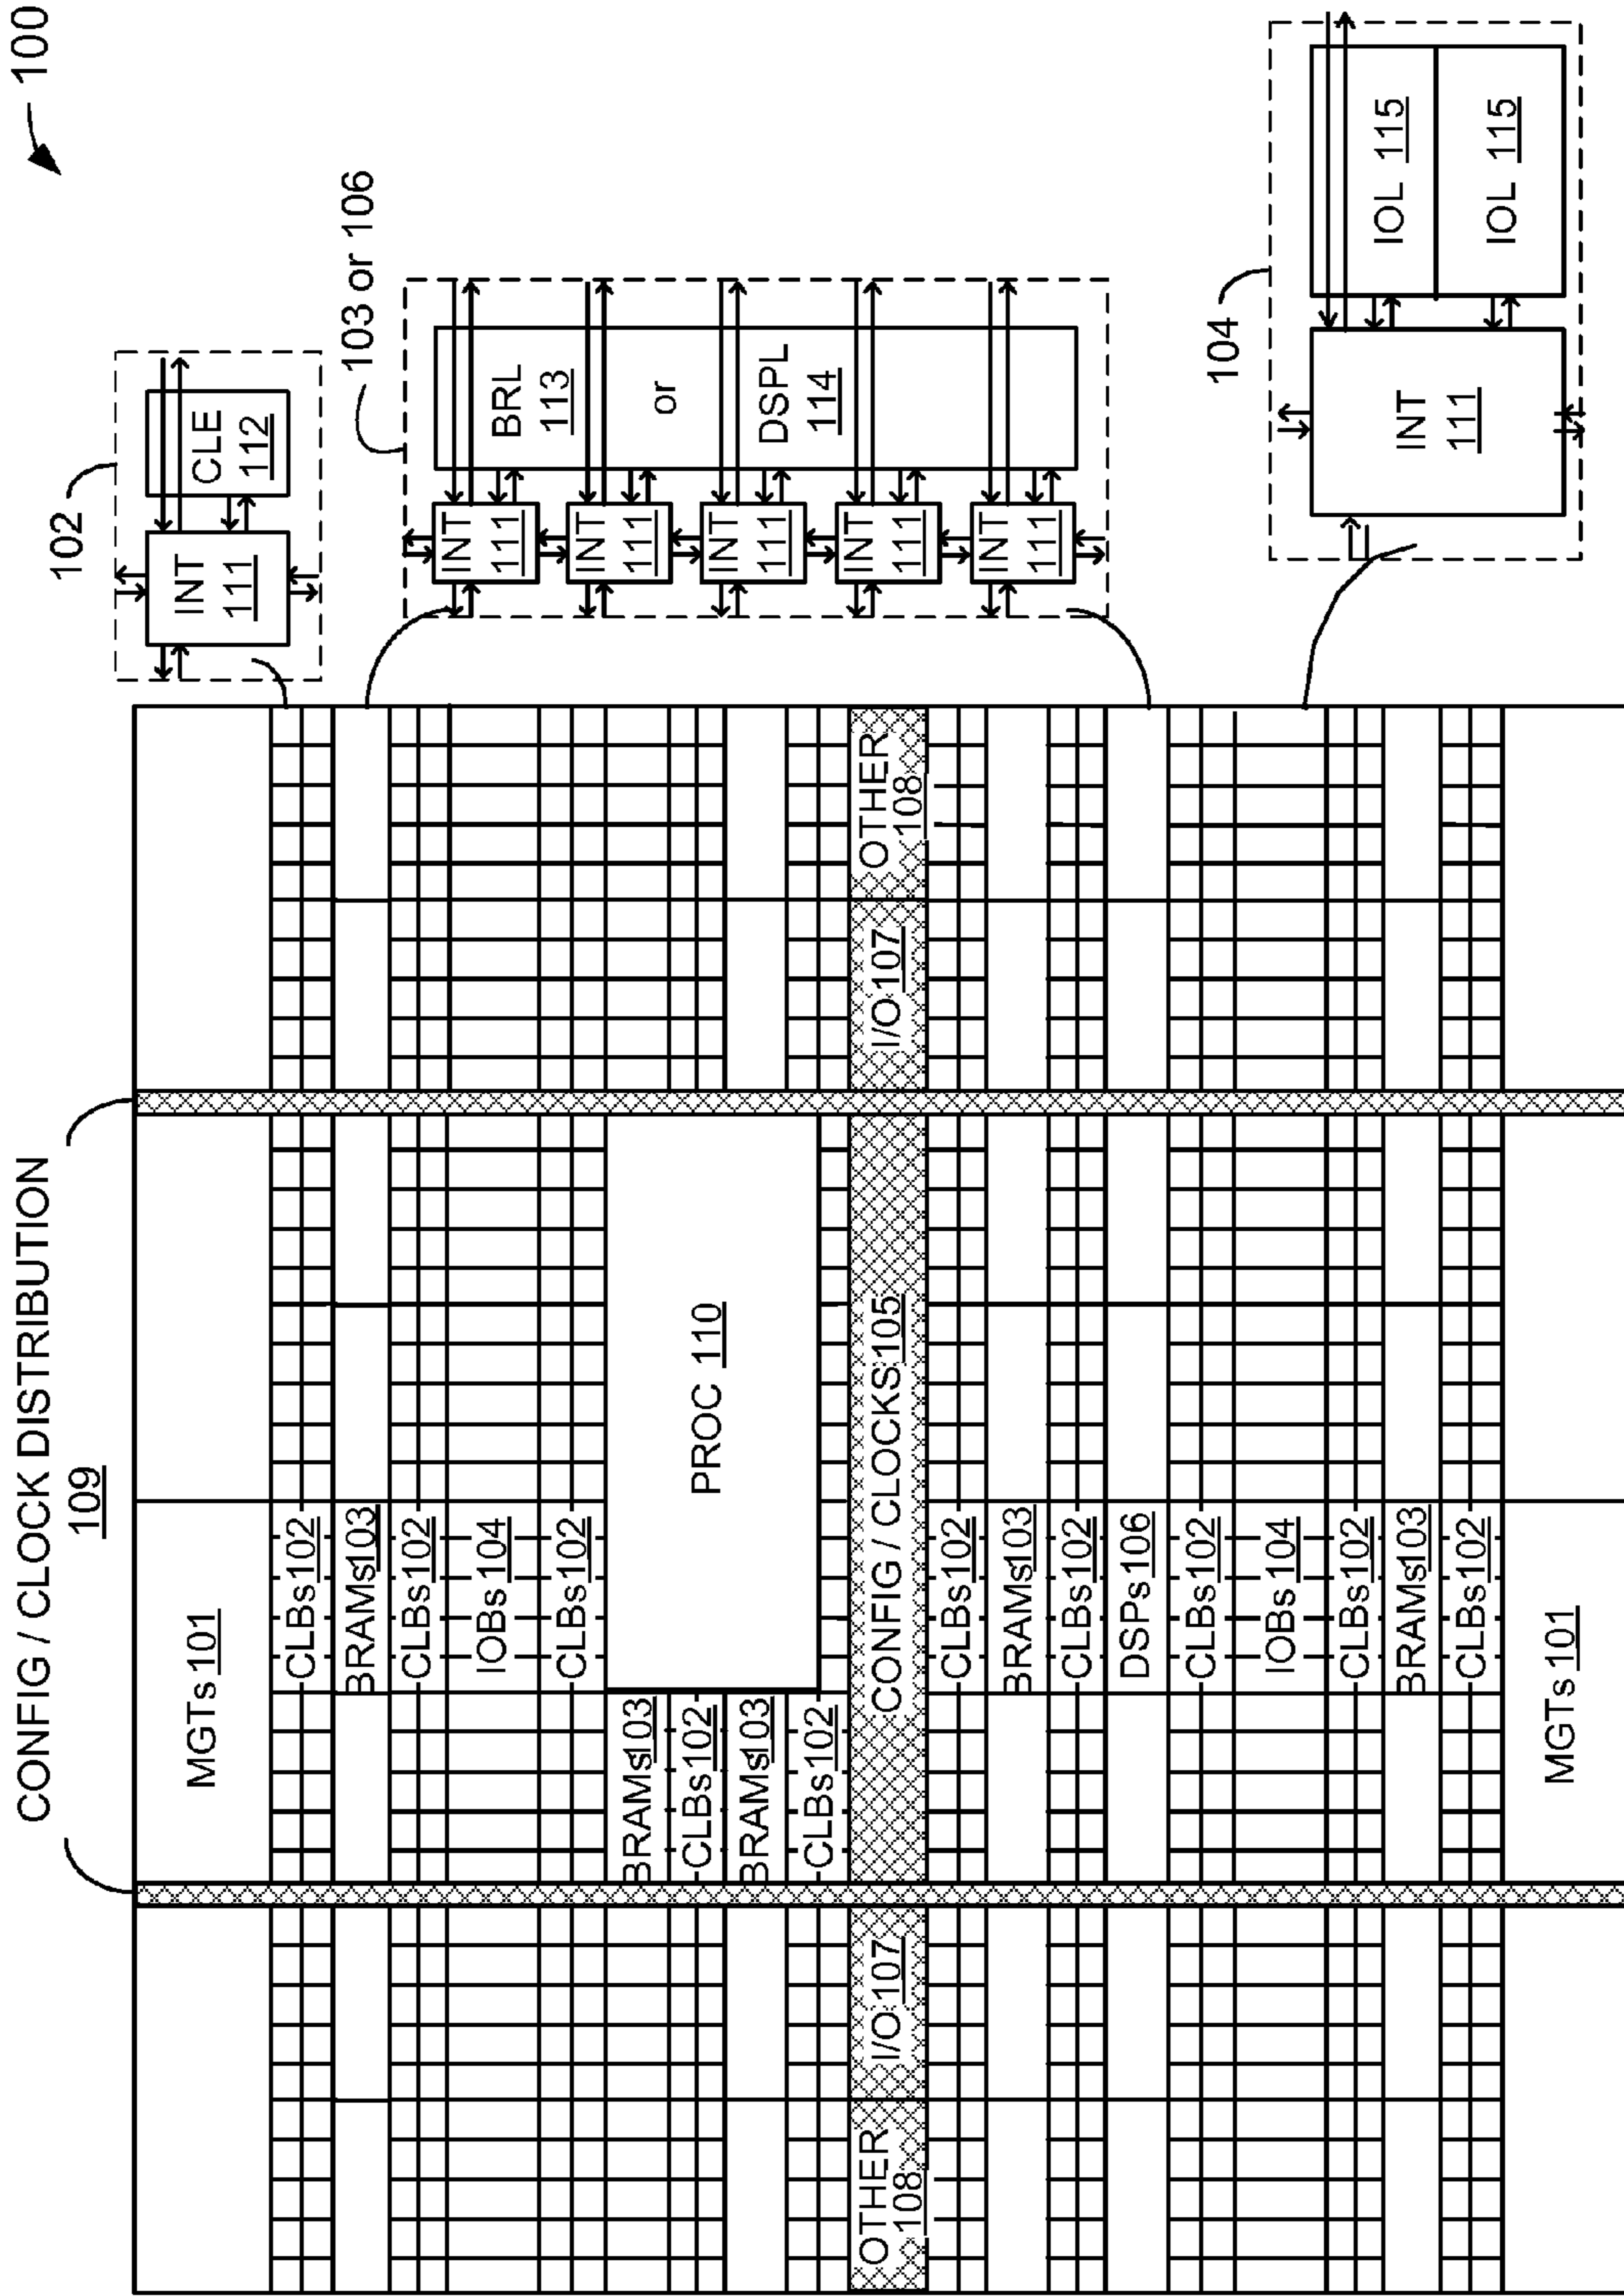 100
CONFIG / CLOCK DISTRIBUTION
109
MGTs 101
CLBs 102
BRAMs 103
CLBs 102
IOBs 104
CLBs 102
BRAMs 103
CLBs 102
BRAMs 103
CLBs 102
PROC 110
OTHER
108
I/O 107
CONFIG / CLOCKS 105
I/O 107
OTHER
108
CLBs 102
BRAMs 103
CLBs 102
DSPs 106
CLBs 102
IOBs 104
CLBs 102
BRAMs 103
CLBs 102
MGTs 101
102
INT
111
CLE
112
103 or 106
INT
111
INT
111
INT
111
INT
111
INT
111
BRL
113
or
DSPL
114
104
INT
111
IOL 115
IOL 115